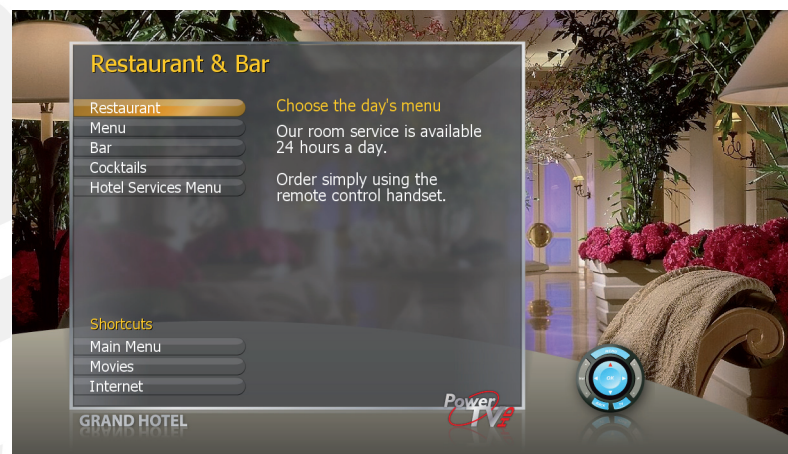 Restaurant & Bar
Restaurant
Menu
Bar
Cocktails
Hotel Services Menu
Choose the day's menu
Our room service is available
24 hours a day.
Order simply using the
remote control handset.
Shortcuts
Main Menu
Movies
Internet
GRAND HOTEL
Power
TV
OK